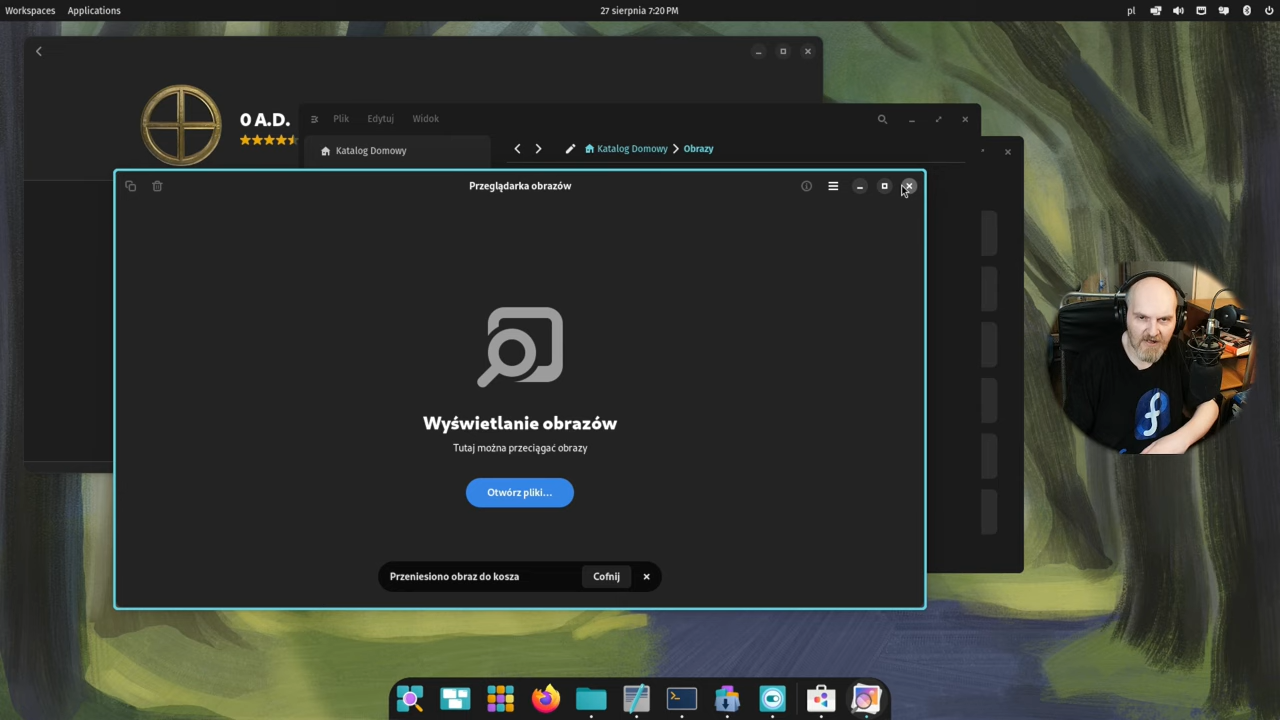 Workspaces Applications 27 sierpnia 7:20 PM pl
0 A.D.
Plik Edytuj Widok
Katalog Domowy Katalog Domowy Obrazy
Przeglądarka obrazów
Wyświetlanie obrazów
Tutaj można przeciągać obrazy
Otwórz pliki...
Przeniesiono obraz do kosza Cofnij